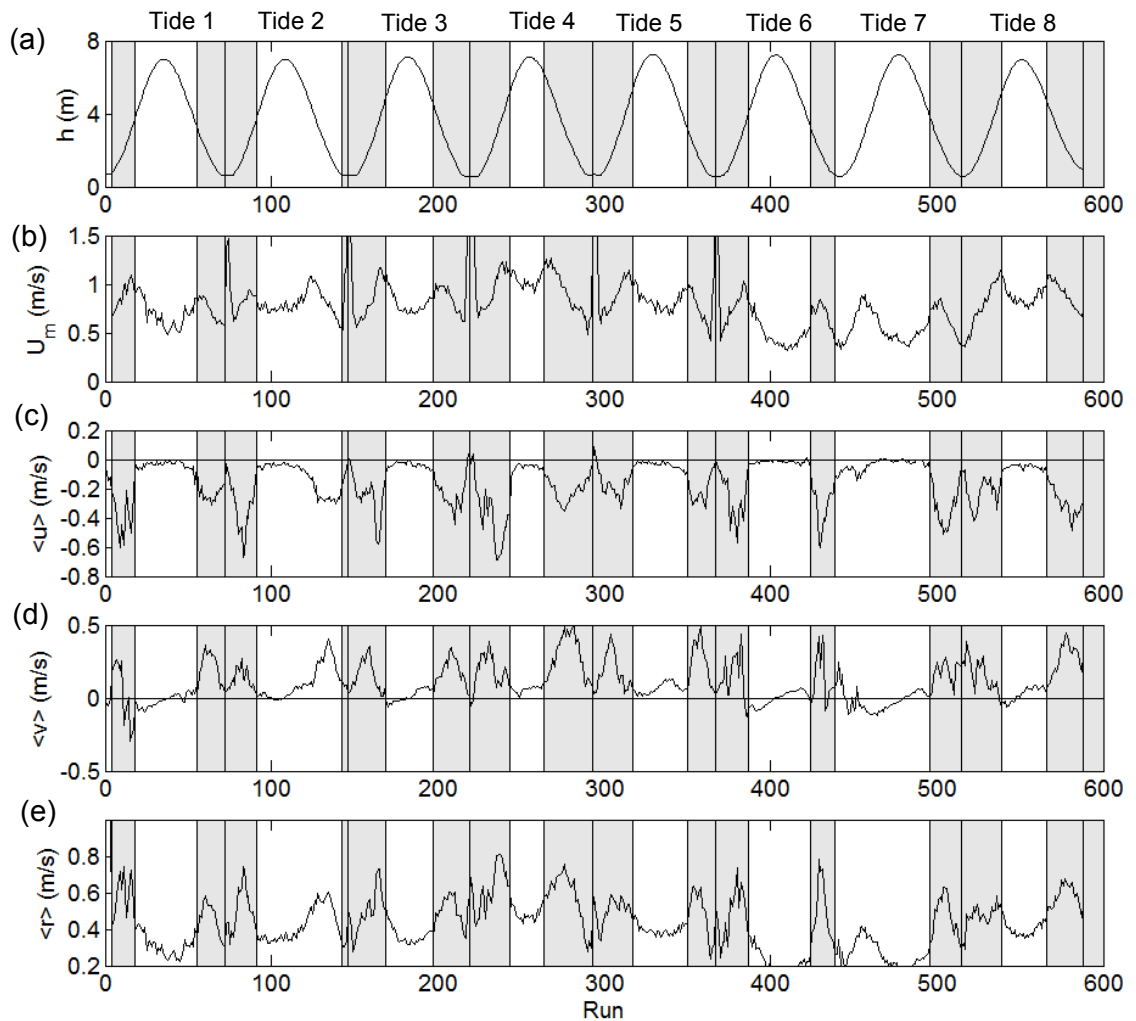 Tide 1 Tide 2 Tide 3 Tide 4 Tide 5 Tide 6 Tide 7 Tide 8
(a)
8
4
0
h (m)
0 100 200 300 400 500 600
(b)
1.5
1
0.5
0
U_m (m/s)
0 100 200 300 400 500 600
(c)
0.2
0
-0.2
-0.4
-0.6
-0.8
<u> (m/s)
0 100 200 300 400 500 600
(d)
0.5
0
-0.5
<v> (m/s)
0 100 200 300 400 500 600
(e)
0.8
0.6
0.4
0.2
<r> (m/s)
0 100 200 300 400 500 600
Run